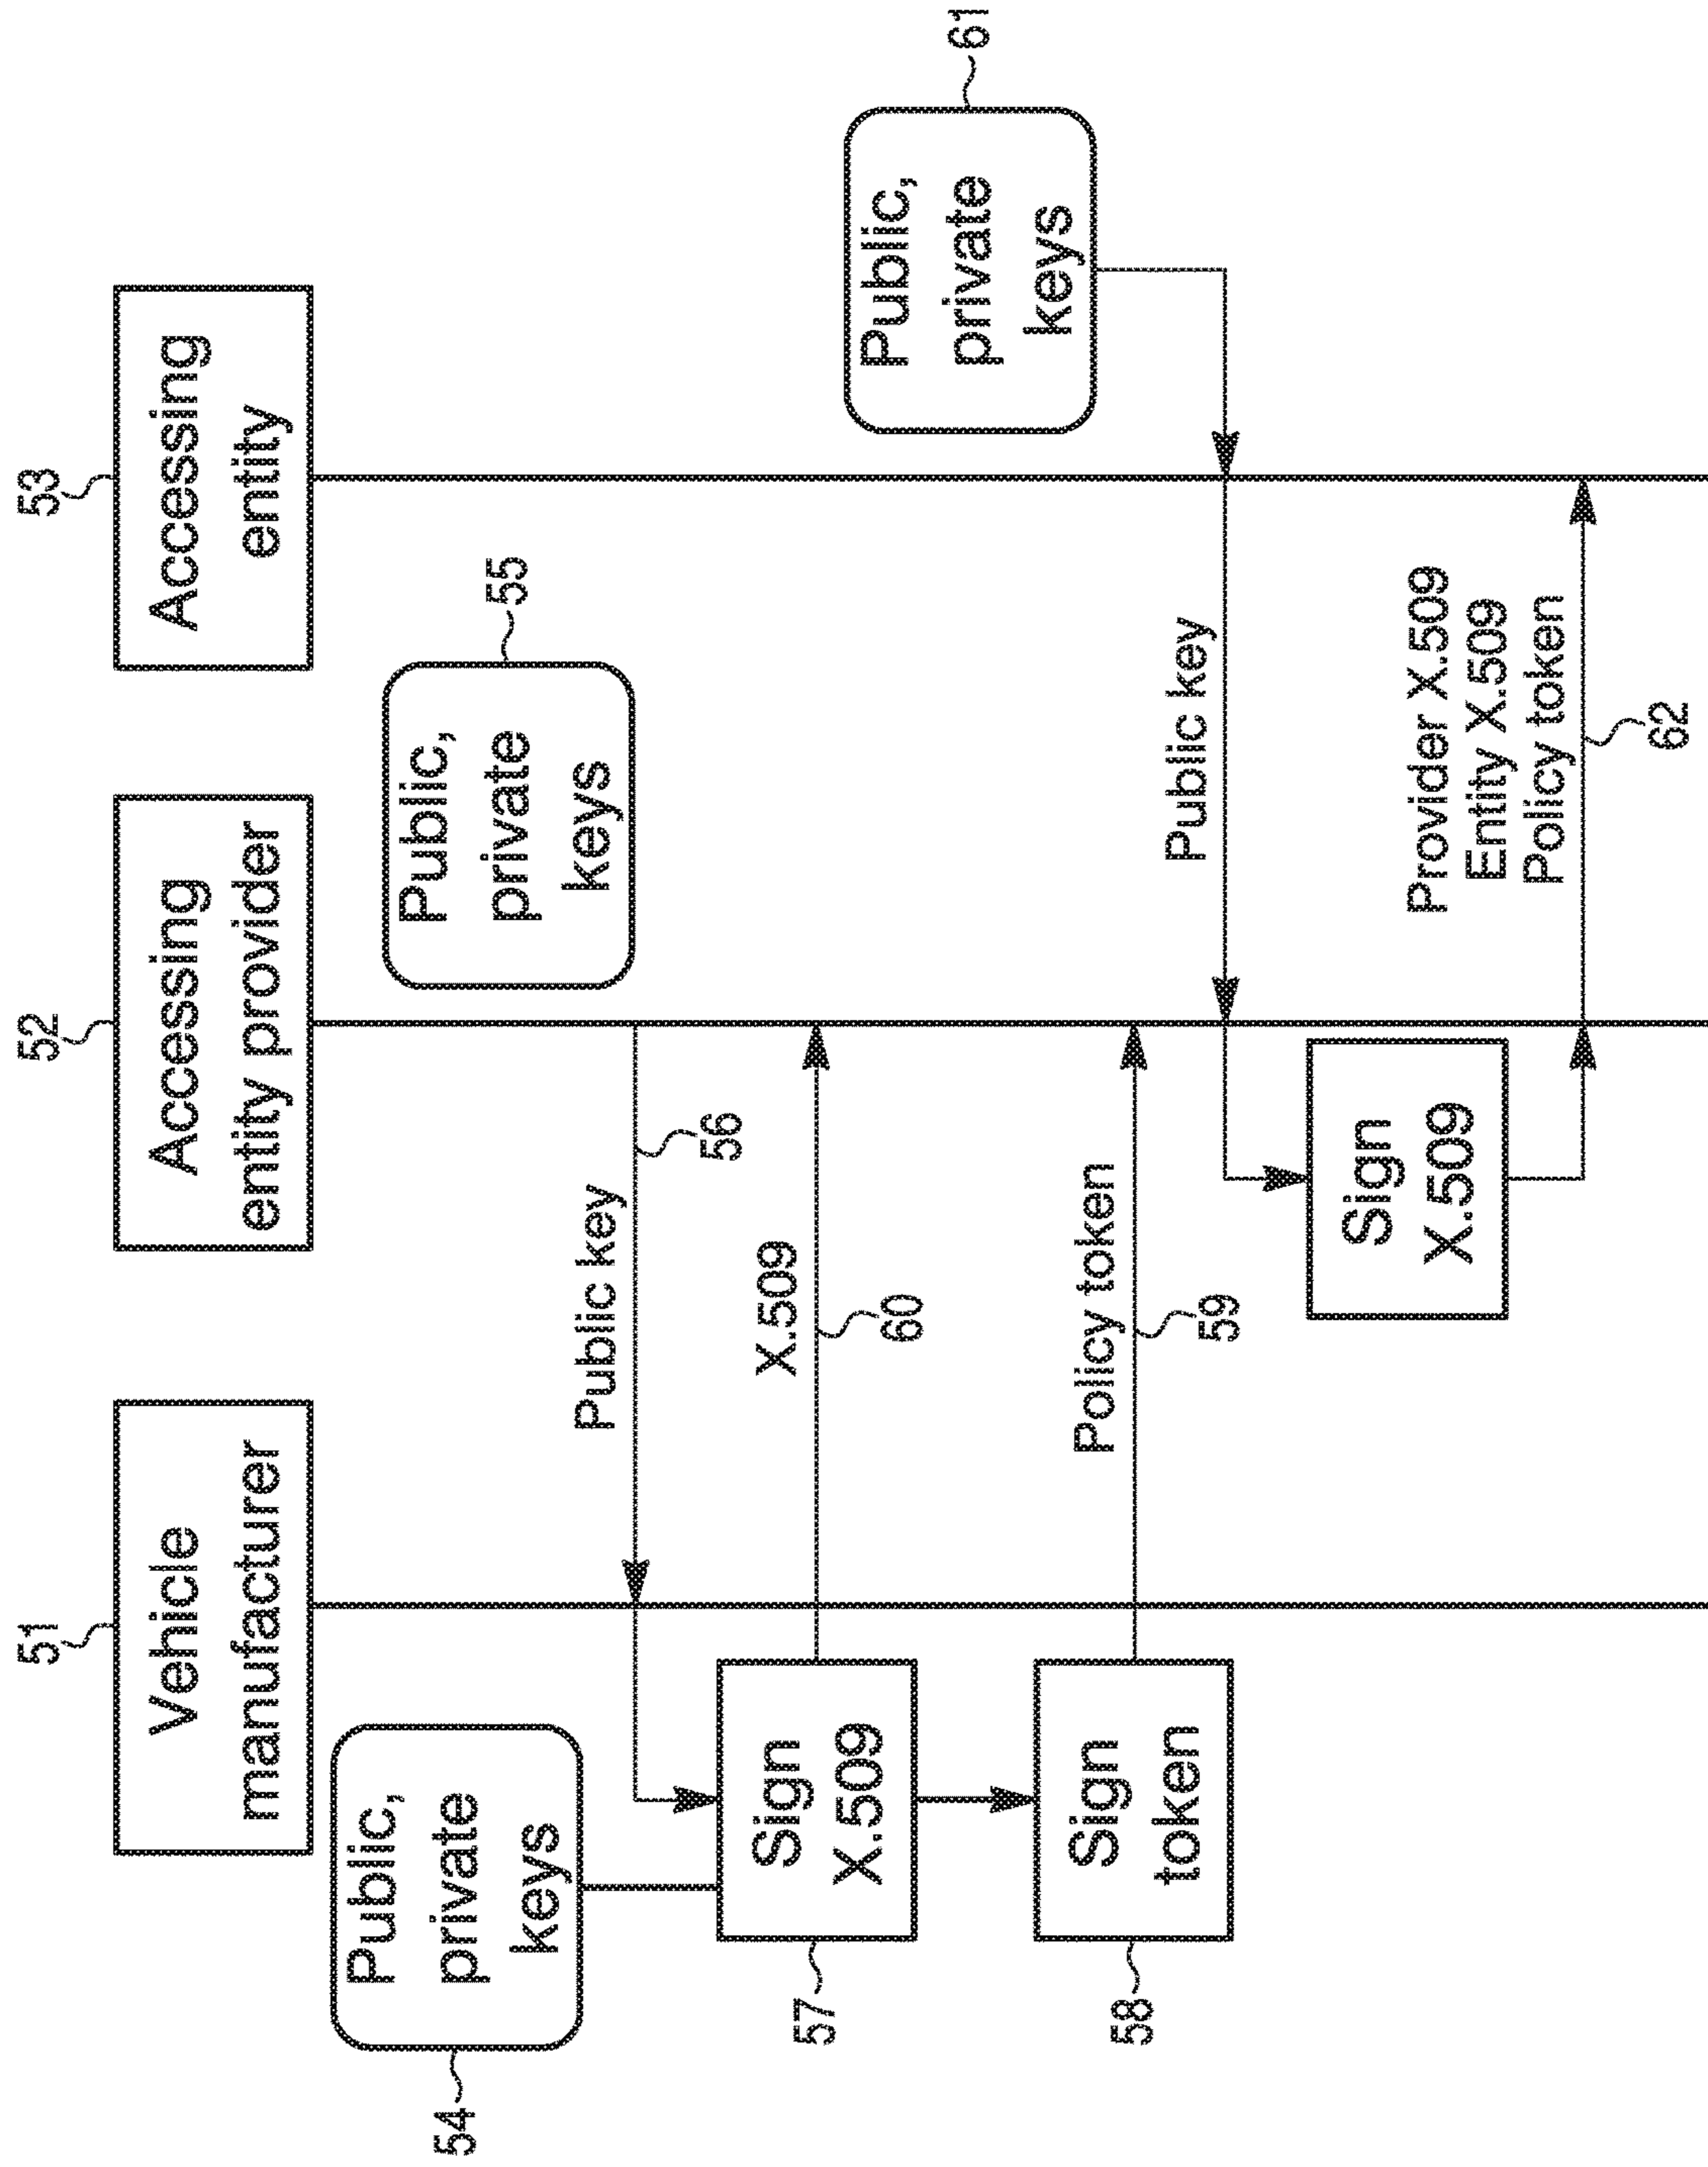 51
52
53
Vehicle
manufacturer
Accessing
entity provider
Accessing
entity
54
Public,
private
keys
Public,
private
keys
55
Public key
56
57
Sign
X.509
X.509
60
Public,
private
keys
61
58
Sign
token
Policy token
59
Public key
Sign
X.509
Provider X.509
Entity X.509
Policy token
62